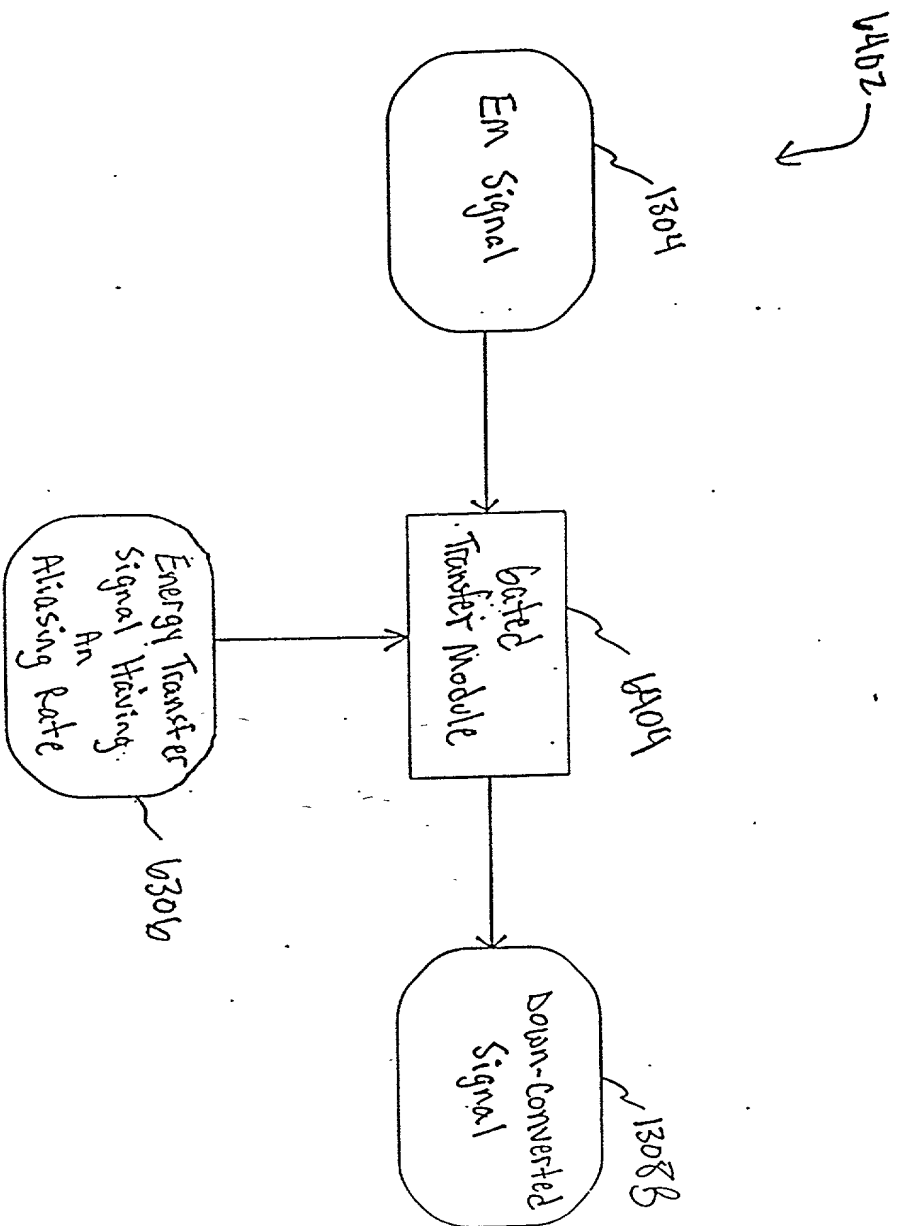 6402
Em Signal
1304
Gated
Transfer Module
6404
Down-Converted
Signal
1308B
Energy Transfer
Signal Having
An
Aliasing Rate
6306